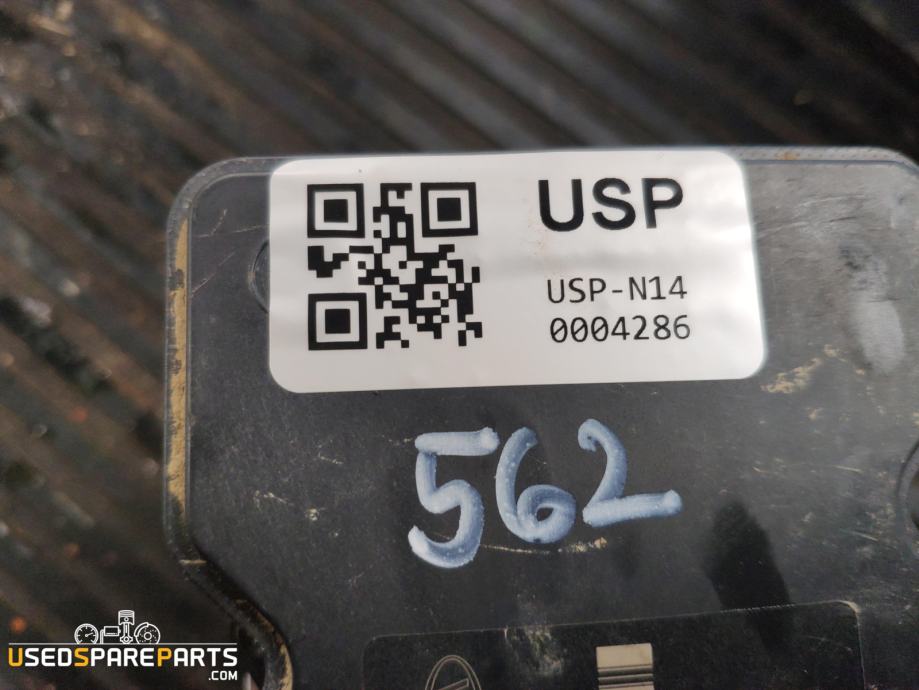 USP
USP-N14
0004286
562
USEDSPAREPARTS
.COM